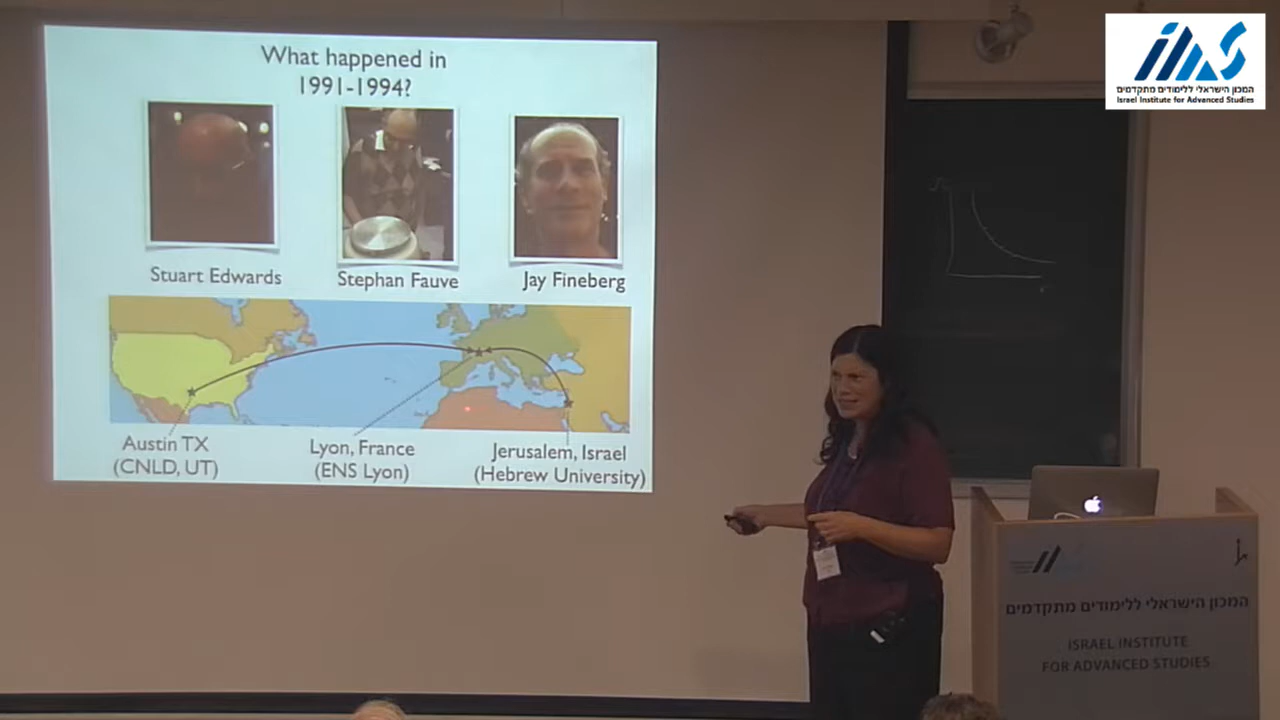 What happened in
1991-1994?
Stuart Edwards
Stephan Fauve
Jay Fineberg
Austin TX
(CNLD, UT)
Lyon, France
(ENS Lyon)
Jerusalem, Israel
(Hebrew University)
ias
המכון הישראלי ללימודים מתקדמים
Israel Institute for Advanced Studies
המכון הישראלי ללימודים מתקדמים
ISRAEL INSTITUTE
FOR ADVANCED STUDIES